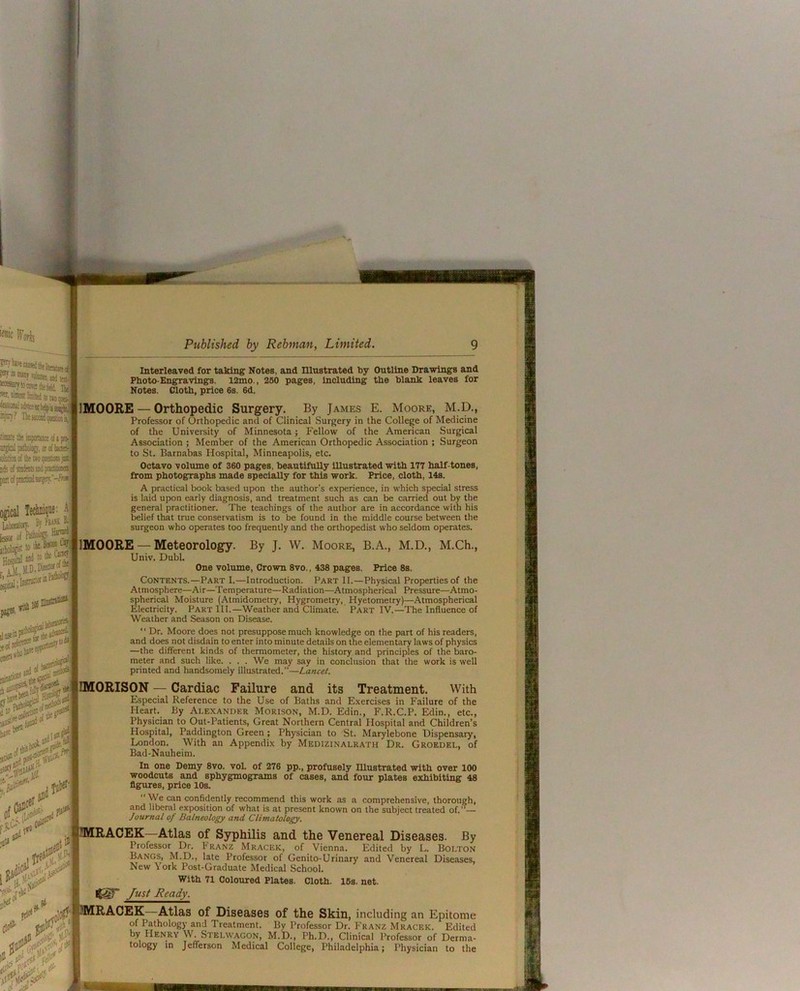 Published by Rebman, Limited. 9
Interleaved for taking Notes, and Illustrated by Outline Drawings and
Photo-Engravings. 12mo., 250 pages, including the blank leaves for
Notes. Cloth, price 6s. 6d.
MOORE — Orthopedic Surgery. By James E. Moore, M.D.,
Professor of Orthopedic and of Clinical Surgery in the College of Medicine
of the University of Minnesota; Fellow of the American Surgical
Association; Member of the American Orthopedic Association; Surgeon
to St. Barnabas Hospital, Minneapolis, etc.
Octavo volume of 360 pages, beautifully illustrated with 177 half-tones,
from photographs made specially for this work. Price, cloth, 14s.
A practical book based upon the author's experience, in which special stress
is laid upon early diagnosis, and treatment such as can be carried out by the
general practitioner. The teachings of the author are in accordance with his
belief that true conservatism is to be found in the middle course between the
surgeon who operates too frequently and the orthopedist who seldom operates.
MOORE — Meteorology. By J. W. Moore, B.A., M.D., M.Ch.,
Univ. Dubl.
One volume, Crown 8vo., 438 pages. Price 8s.
Contents.—Part I.—Introduction. Part II.—Physical Properties of the
Atmosphere—Air—Temperature—Radiation—Atmospherical Pressure—Atmo-
spherical Moisture (Atmidometry, Hygrometry, Hyetometry)—Atmospherical
Electricity. Part III.—Weather and Climate. Part IV.—The Influence of
Weather and Season on Disease.
"Dr. Moore does not presuppose much knowledge on the part of his readers,
and does not disdain to enter into minute details on the elementary laws of physics
—the different kinds of thermometer, the history and principles of the baro-
meter and such like. . . . We may say in conclusion that the work is well
printed and handsomely illustrated."—Lancet.
MORISON — Cardiac Failure and its Treatment. With
Especial Reference to the Use of Baths and Exercises in Failure of the
Heart. By Alexander Morison, M.D. Edin., F.R.C.P. Edin., etc.,
Physician to Out-Patients, Great Northern Central Hospital and Children's
Hospital, Paddington Green; Physician to St. Marylebone Dispensary,
London. With an Appendix by Medizinalrath Dr. Groedel, of
Bad-Nauheim.
In one Demy 8vo. vol. of 276 pp., profusely Illustrated with over 100
woodcuts and sphygmograms of cases, and four plates exhibiting 48
figures, price 10s.
"We can confidently recommend this work as a comprehensive, thorough,
and liberal exposition of what is at present known on the subject treated of."—
Journal of Balneology and Climatology.
MRACEK—Atlas of Syphilis and the Venereal Diseases. By
Professor Dr. Franz Mracek, of Vienna. Edited by L. Bolton
Bangs, M.D., late Professor of Genito-Urinary and Venereal Diseases,
New York Post-Graduate Medical School.
With 71 Coloured Plates. Cloth. 15s. net.
☞ Just Ready.
MRACEK—Atlas of Diseases of the Skin, including an Epitome
of Pathology and Treatment. By Professor Dr. Franz Mracek. Edited
by Henry W. Stelwagon, M.D., Ph.D., Clinical Professor of Derma-
tology in Jefferson Medical College, Philadelphia; Physician to the